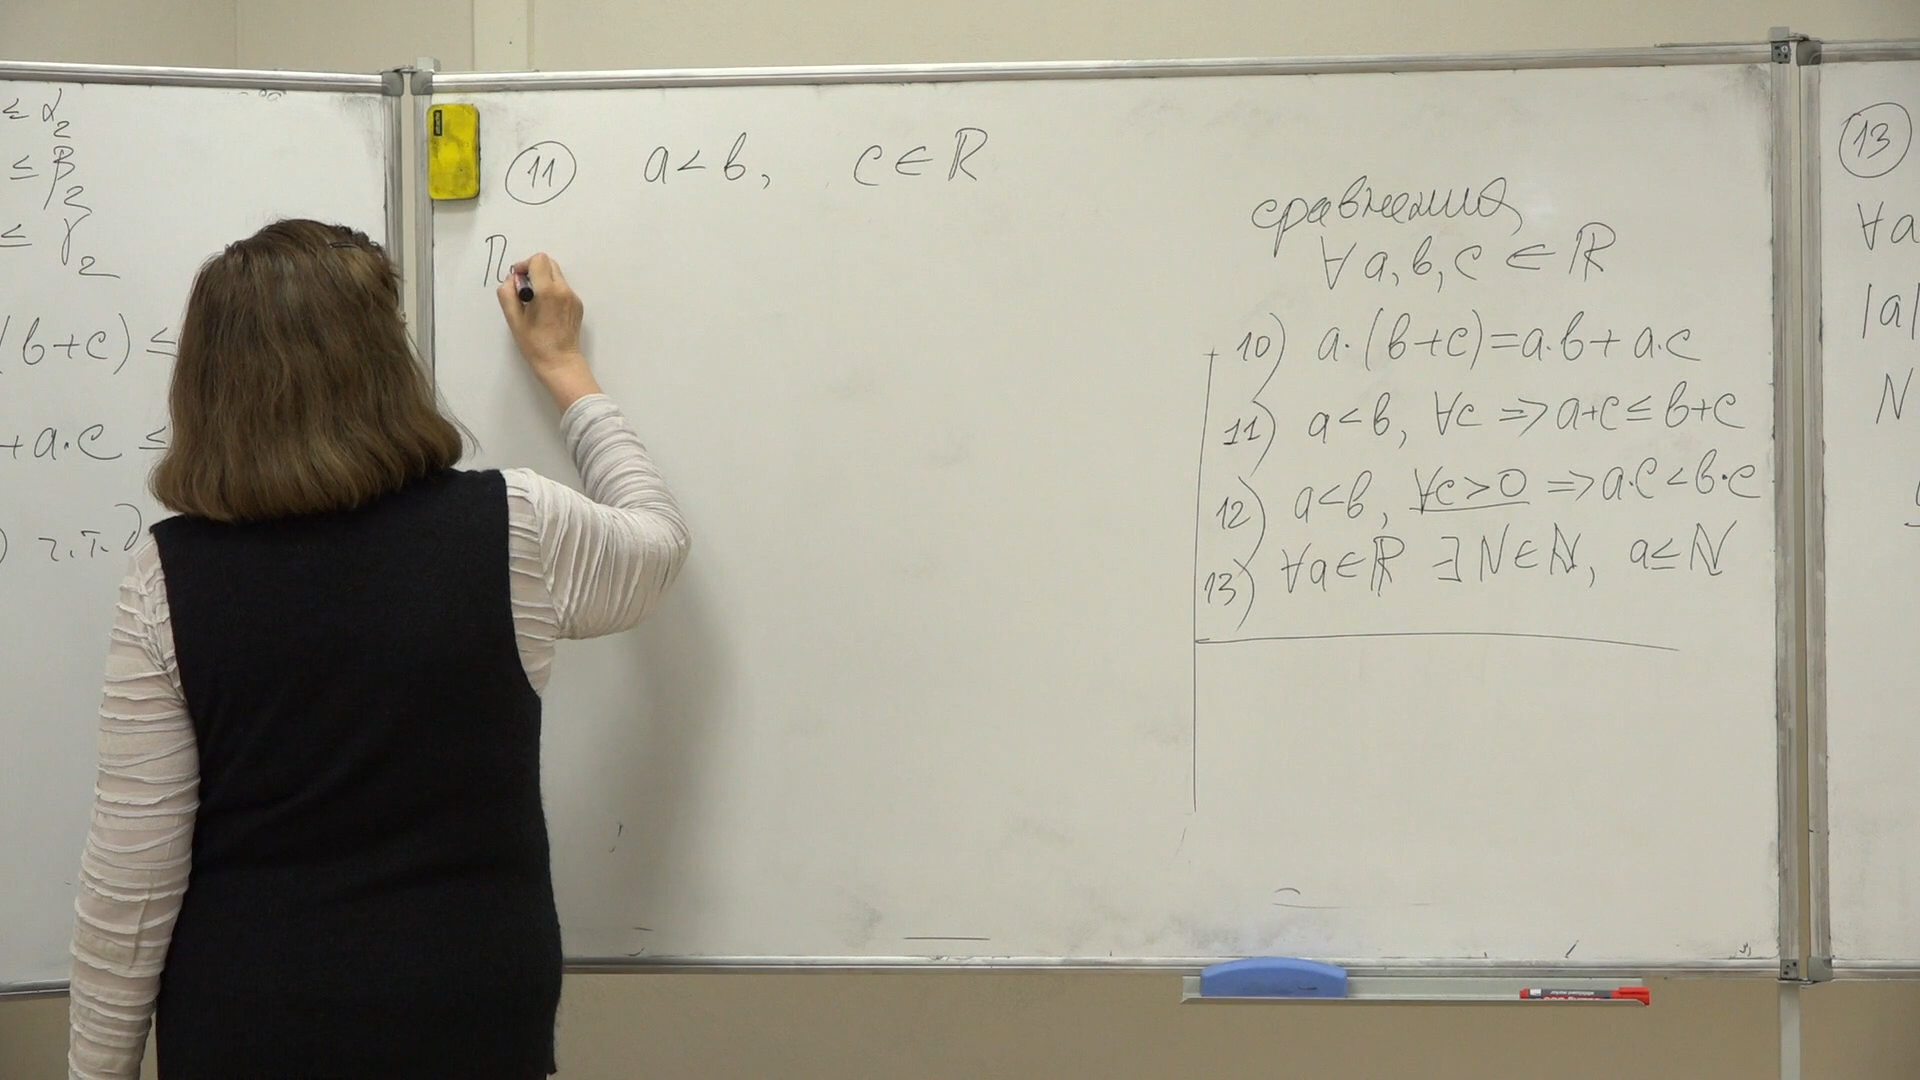 ≤ α₂
≤ β₂
≤ γ₂
(b+c) ≤
+a·c ≤
) ч.т.д
⑪ a<b, c∈ℝ
П
сравнения
∀ a,b,c ∈ ℝ
10) a·(b+c)=a·b+a·c
11) a<b, ∀c ⇒ a+c≤b+c
12) a<b, ∀c>0 ⇒ a·c<b·c
13) ∀a∈ℝ ∃N∈ℕ, a≤N
⑬
∀a
|a|
N